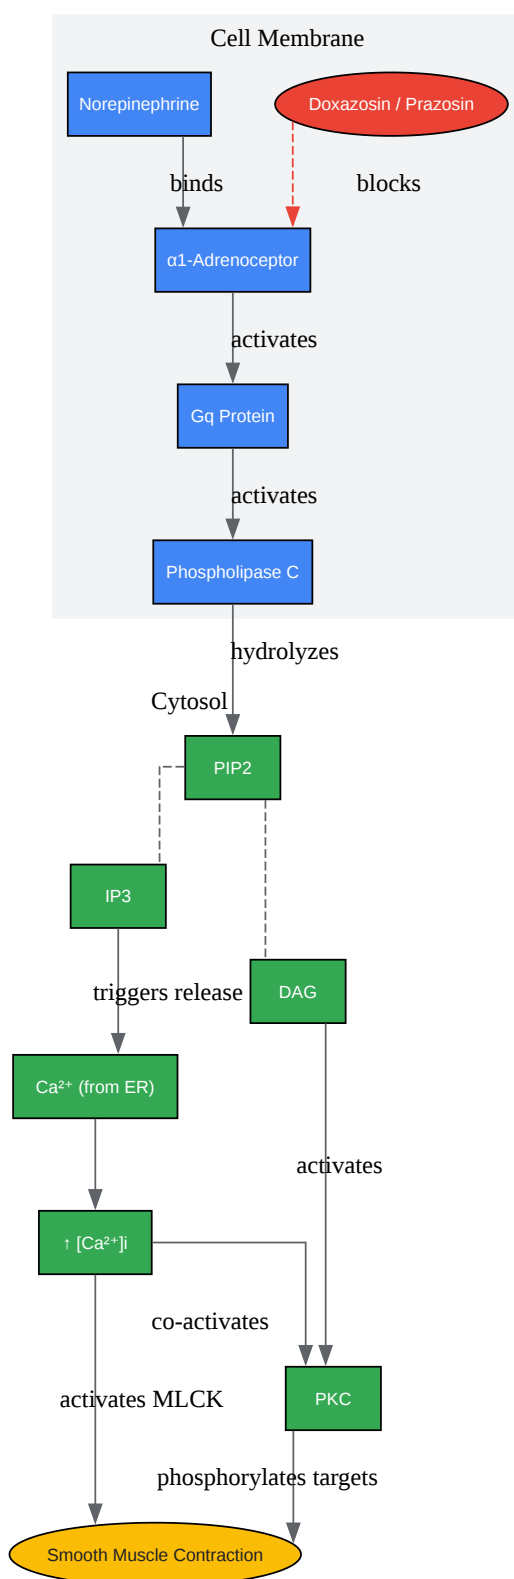 Cell Membrane
Norepinephrine
Doxazosin / Prazosin
binds
blocks
α1-Adrenoceptor
activates
Gq Protein
activates
Phospholipase C
hydrolyzes
Cytosol
PIP2
IP3
triggers release
DAG
Ca²⁺ (from ER)
activates
↑ [Ca²⁺]i
co-activates
activates MLCK
PKC
phosphorylates targets
Smooth Muscle Contraction